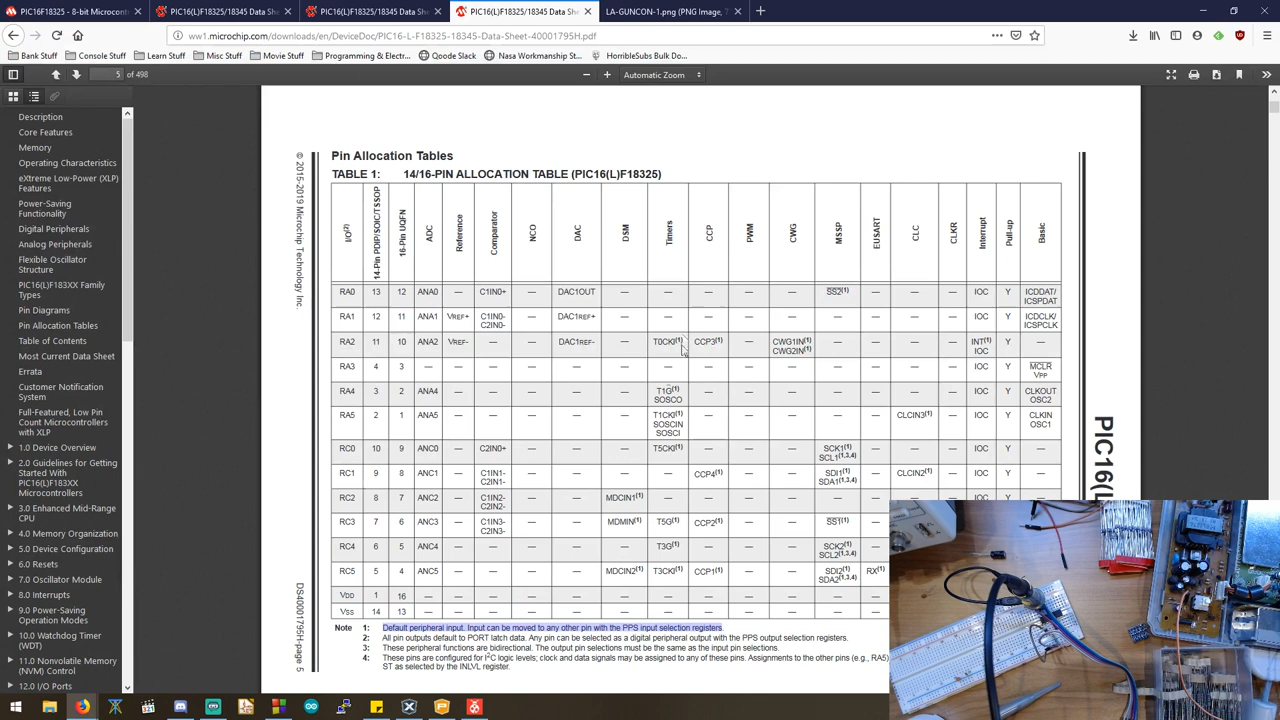 PIC16F18325 - 8-bit Microcont
PIC16(L)F18325/18345 Data She
PIC16(L)F18325/18345 Data She
PIC16(L)F18325/18345 Data She
LA-GUNCON-1.png (PNG Image, 7
ww1.microchip.com/downloads/en/DeviceDoc/PIC16-L-F18325-18345-Data-Sheet-40001795H.pdf
Bank Stuff Console Stuff Learn Stuff Misc Stuff Movie Stuff Programming & Electr... Qode Slack Nasa Workmanship St... HorribleSubs Bulk Do...
5 of 498 Automatic Zoom
Description
Core Features
Memory
Operating Characteristics
eXtreme Low-Power (XLP)
Features
Power-Saving
Functionality
Digital Peripherals
Analog Peripherals
Flexible Oscillator
Structure
PIC16(L)F183XX Family
Types
Pin Diagrams
Pin Allocation Tables
Table of Contents
Most Current Data Sheet
Errata
Customer Notification
System
Full-Featured, Low Pin
Count Microcontrollers
with XLP
1.0 Device Overview
2.0 Guidelines for Getting
Started With
PIC16(L)F183XX
Microcontrollers
3.0 Enhanced Mid-Range
CPU
4.0 Memory Organization
5.0 Device Configuration
6.0 Resets
7.0 Oscillator Module
8.0 Interrupts
9.0 Power-Saving
Operation Modes
10.0 Watchdog Timer
(WDT)
11.0 Nonvolatile Memory
(NVM) Control
12.0 I/O Ports
© 2015-2019 Microchip Technology Inc.
DS40001795H-page 5
Pin Allocation Tables
TABLE 1: 14/16-PIN ALLOCATION TABLE (PIC16(L)F18325)
I/O(2) 14-Pin PDIP/SOIC/TSSOP 16-Pin UQFN ADC Reference Comparator NCO DAC DSM Timers CCP PWM CWG MSSP EUSART CLC CLKR Interrupt Pull-up Basic
RA0 13 12 ANA0 — C1IN0+ — DAC1OUT — — — — — SS2(1) — — — IOC Y ICDDAT/ ICSPDAT
RA1 12 11 ANA1 VREF+ C1IN0- C2IN0- — DAC1REF+ — — — — — — — — — IOC Y ICDCLK/ ICSPCLK
RA2 11 10 ANA2 VREF- — — DAC1REF- — T0CKI(1) CCP3(1) — CWG1IN(1) CWG2IN(1) — — — — INT(1) IOC Y —
RA3 4 3 — — — — — — — — — — — — — — IOC Y MCLR VPP
RA4 3 2 ANA4 — — — — — T1G(1) SOSCO — — — — — — — IOC Y CLKOUT OSC2
RA5 2 1 ANA5 — — — — — T1CKI(1) SOSCIN SOSCI — — — — — CLCIN3(1) — IOC Y CLKIN OSC1
RC0 10 9 ANC0 — C2IN0+ — — — T5CKI(1) — — — SCK1(1) SCL1(1,3,4) — — — IOC Y —
RC1 9 8 ANC1 — C1IN1- C2IN1- — — — — CCP4(1) — — SDI1(1) SDA1(1,3,4) — CLCIN2(1) — IOC Y —
RC2 8 7 ANC2 — C1IN2- C2IN2- — — MDCIN1(1) — — — — — — — — IOC Y —
RC3 7 6 ANC3 — C1IN3- C2IN3- — — MDMIN(1) T5G(1) CCP2(1) — — SS1(1) —
RC4 6 5 ANC4 — — — — — T3G(1) — — — SCK2(1) SCL2(1,3,4) —
RC5 5 4 ANC5 — — — — MDCIN2(1) T3CKI(1) CCP1(1) — — SDI2(1) SDA2(1,3,4) RX(1)
VDD 1 16 — — — — — — — — — — — —
VSS 14 13 — — — — — — — — — — — —
Note 1: Default peripheral input. Input can be moved to any other pin with the PPS input selection registers.
2: All pin outputs default to PORT latch data. Any pin can be selected as a digital peripheral output with the PPS output selection registers.
3: These peripheral functions are bidirectional. The output pin selections must be the same as the input pin selections.
4: These pins are configured for I2C logic levels; clock and data signals may be assigned to any of these pins. Assignments to the other pins (e.g., RA5)
ST as selected by the INLVL register.
PIC16(L)